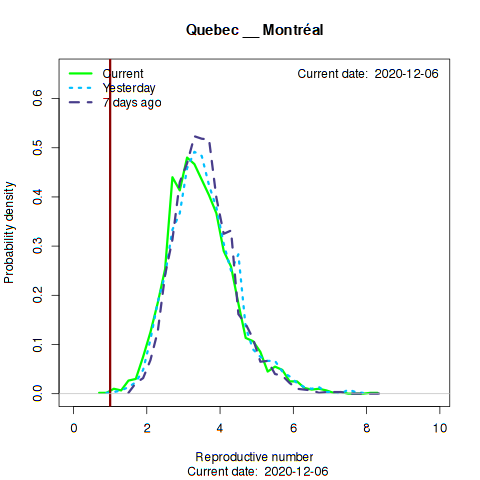 Quebec __ Montréal
Current
Yesterday
7 days ago
Current date:  2020-12-06
Probability density
0.0
0.1
0.2
0.3
0.4
0.5
0.6
0
2
4
6
8
10
Reproductive number
Current date:  2020-12-06